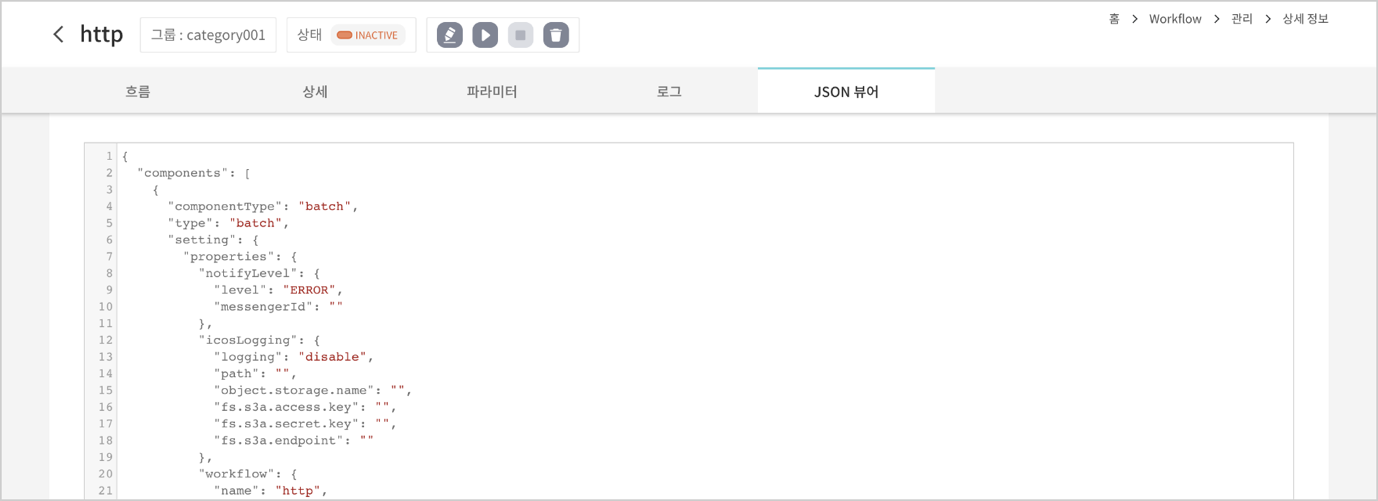 http 그룹 : category001 상태 INACTIVE 홈 > Workflow > 관리 > 상세 정보
흐름 상세 파라미터 로그 JSON 뷰어
1 {
2 "components": [
3 {
4 "componentType": "batch",
5 "type": "batch",
6 "setting": {
7 "properties": {
8 "notifyLevel": {
9 "level": "ERROR",
10 "messengerId": ""
11 },
12 "icosLogging": {
13 "logging": "disable",
14 "path": "",
15 "object.storage.name": "",
16 "fs.s3a.access.key": "",
17 "fs.s3a.secret.key": "",
18 "fs.s3a.endpoint": ""
19 },
20 "workflow": {
21 "name": "http",